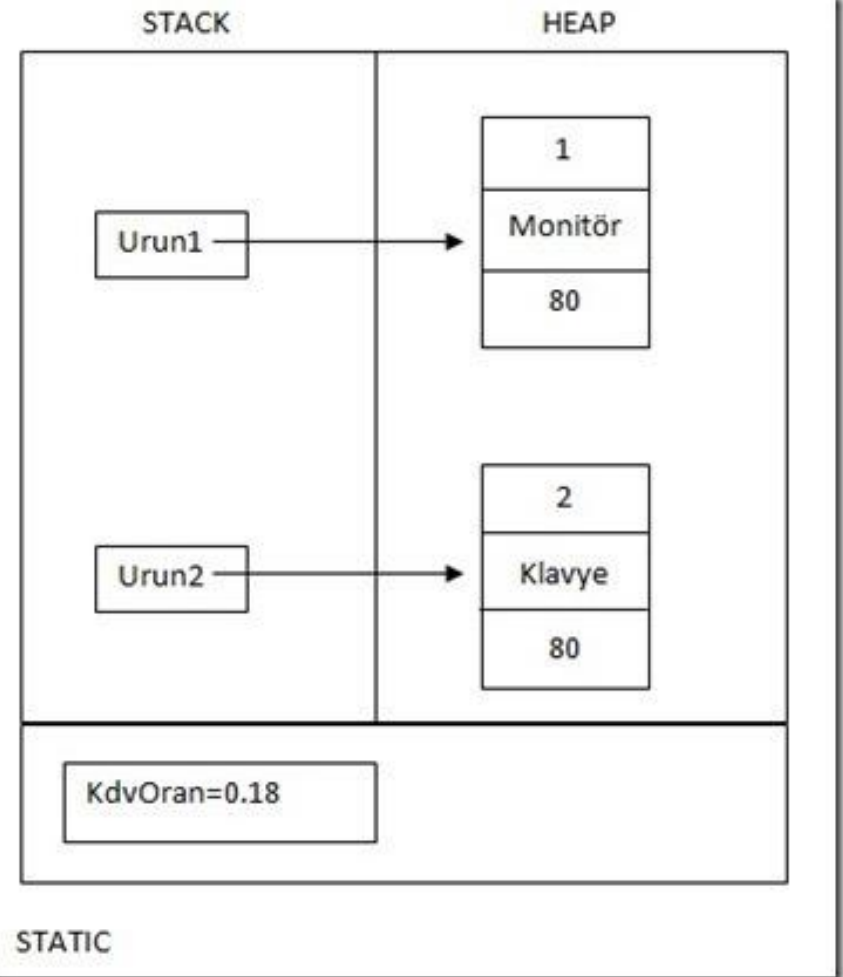 STACK
HEAP
1
Urun1
Monitör
80
2
Urun2
Klavye
80
KdvOran=0.18
STATIC